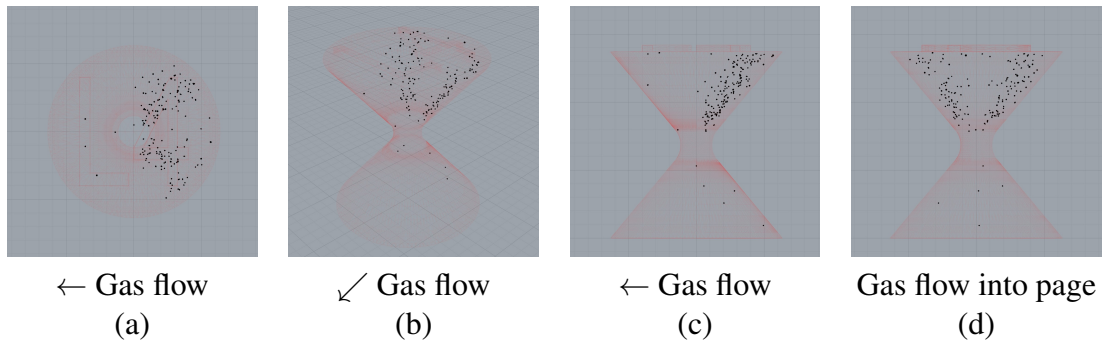 ← Gas flow
(a)
↙ Gas flow
(b)
← Gas flow
(c)
Gas flow into page
(d)